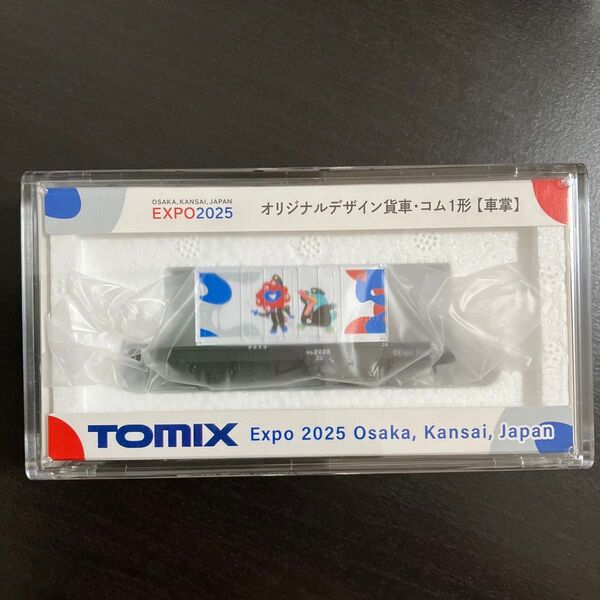 OSAKA, KANSAI, JAPAN
EXPO2025
オリジナルデザイン貨車・コム1形【車掌】
2025
TOMIX
Expo 2025 Osaka, Kansai, Japan